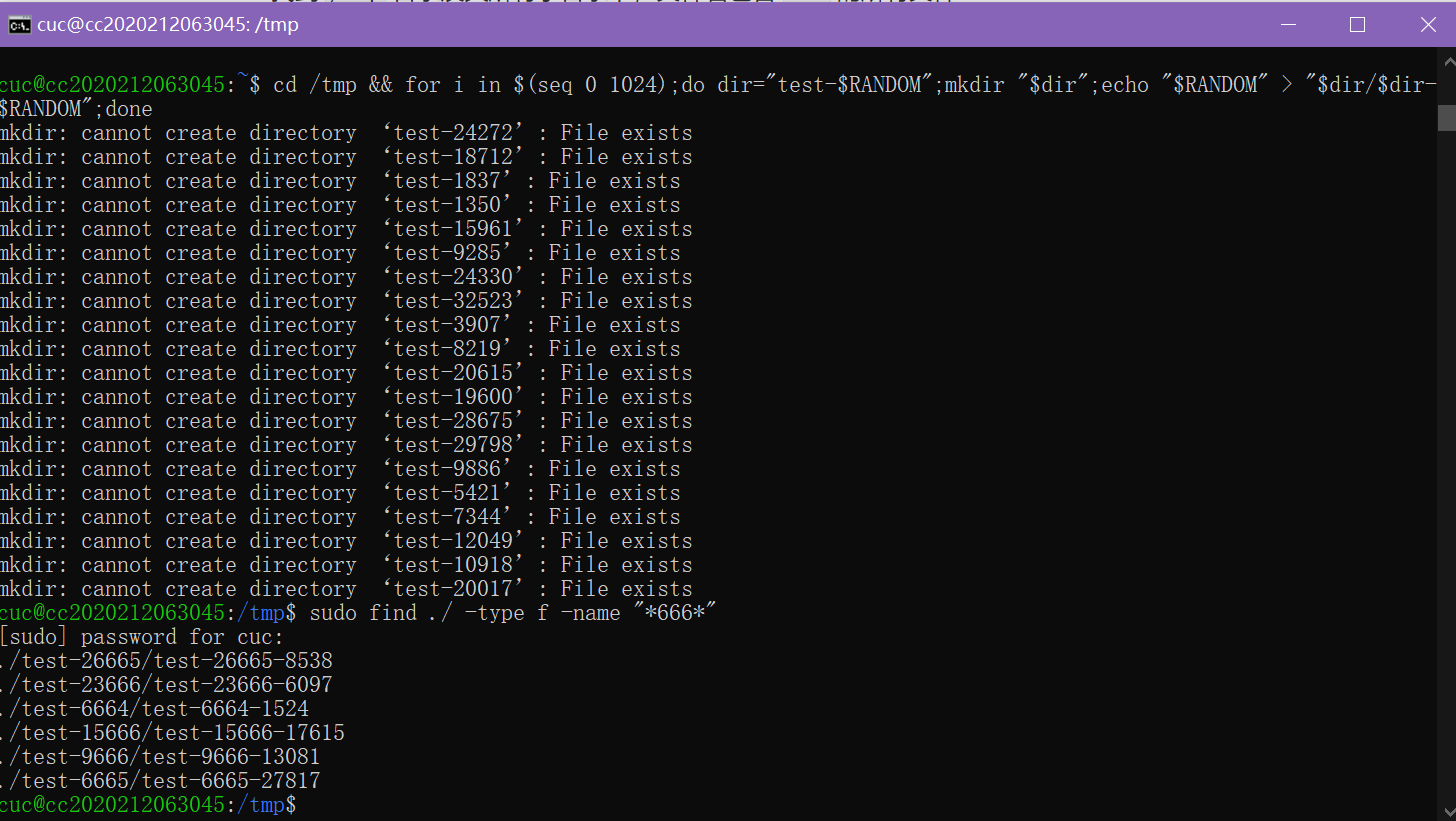 cuc@cc2020212063045: /tmp
cuc@cc2020212063045:~$ cd /tmp && for i in $(seq 0 1024);do dir="test-$RANDOM";mkdir "$dir";echo "$RANDOM" > "$dir/$dir-
$RANDOM";done
mkdir: cannot create directory ‘test-24272’: File exists
mkdir: cannot create directory ‘test-18712’: File exists
mkdir: cannot create directory ‘test-1837’: File exists
mkdir: cannot create directory ‘test-1350’: File exists
mkdir: cannot create directory ‘test-15961’: File exists
mkdir: cannot create directory ‘test-9285’: File exists
mkdir: cannot create directory ‘test-24330’: File exists
mkdir: cannot create directory ‘test-32523’: File exists
mkdir: cannot create directory ‘test-3907’: File exists
mkdir: cannot create directory ‘test-8219’: File exists
mkdir: cannot create directory ‘test-20615’: File exists
mkdir: cannot create directory ‘test-19600’: File exists
mkdir: cannot create directory ‘test-28675’: File exists
mkdir: cannot create directory ‘test-29798’: File exists
mkdir: cannot create directory ‘test-9886’: File exists
mkdir: cannot create directory ‘test-5421’: File exists
mkdir: cannot create directory ‘test-7344’: File exists
mkdir: cannot create directory ‘test-12049’: File exists
mkdir: cannot create directory ‘test-10918’: File exists
mkdir: cannot create directory ‘test-20017’: File exists
cuc@cc2020212063045:/tmp$ sudo find ./ -type f -name "*666*"
[sudo] password for cuc:
./test-26665/test-26665-8538
./test-23666/test-23666-6097
./test-6664/test-6664-1524
./test-15666/test-15666-17615
./test-9666/test-9666-13081
./test-6665/test-6665-27817
cuc@cc2020212063045:/tmp$